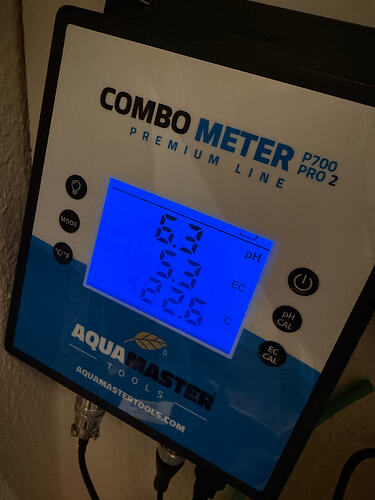 COMBO METER P700
PREMIUM LINE PRO 2
6.3 pH
MODE
5.3 EC
°C/°F
22.6 °C
pH
CAL
EC
CAL
AQUAMASTER
TOOLS
AQUAMASTERTOOLS.COM